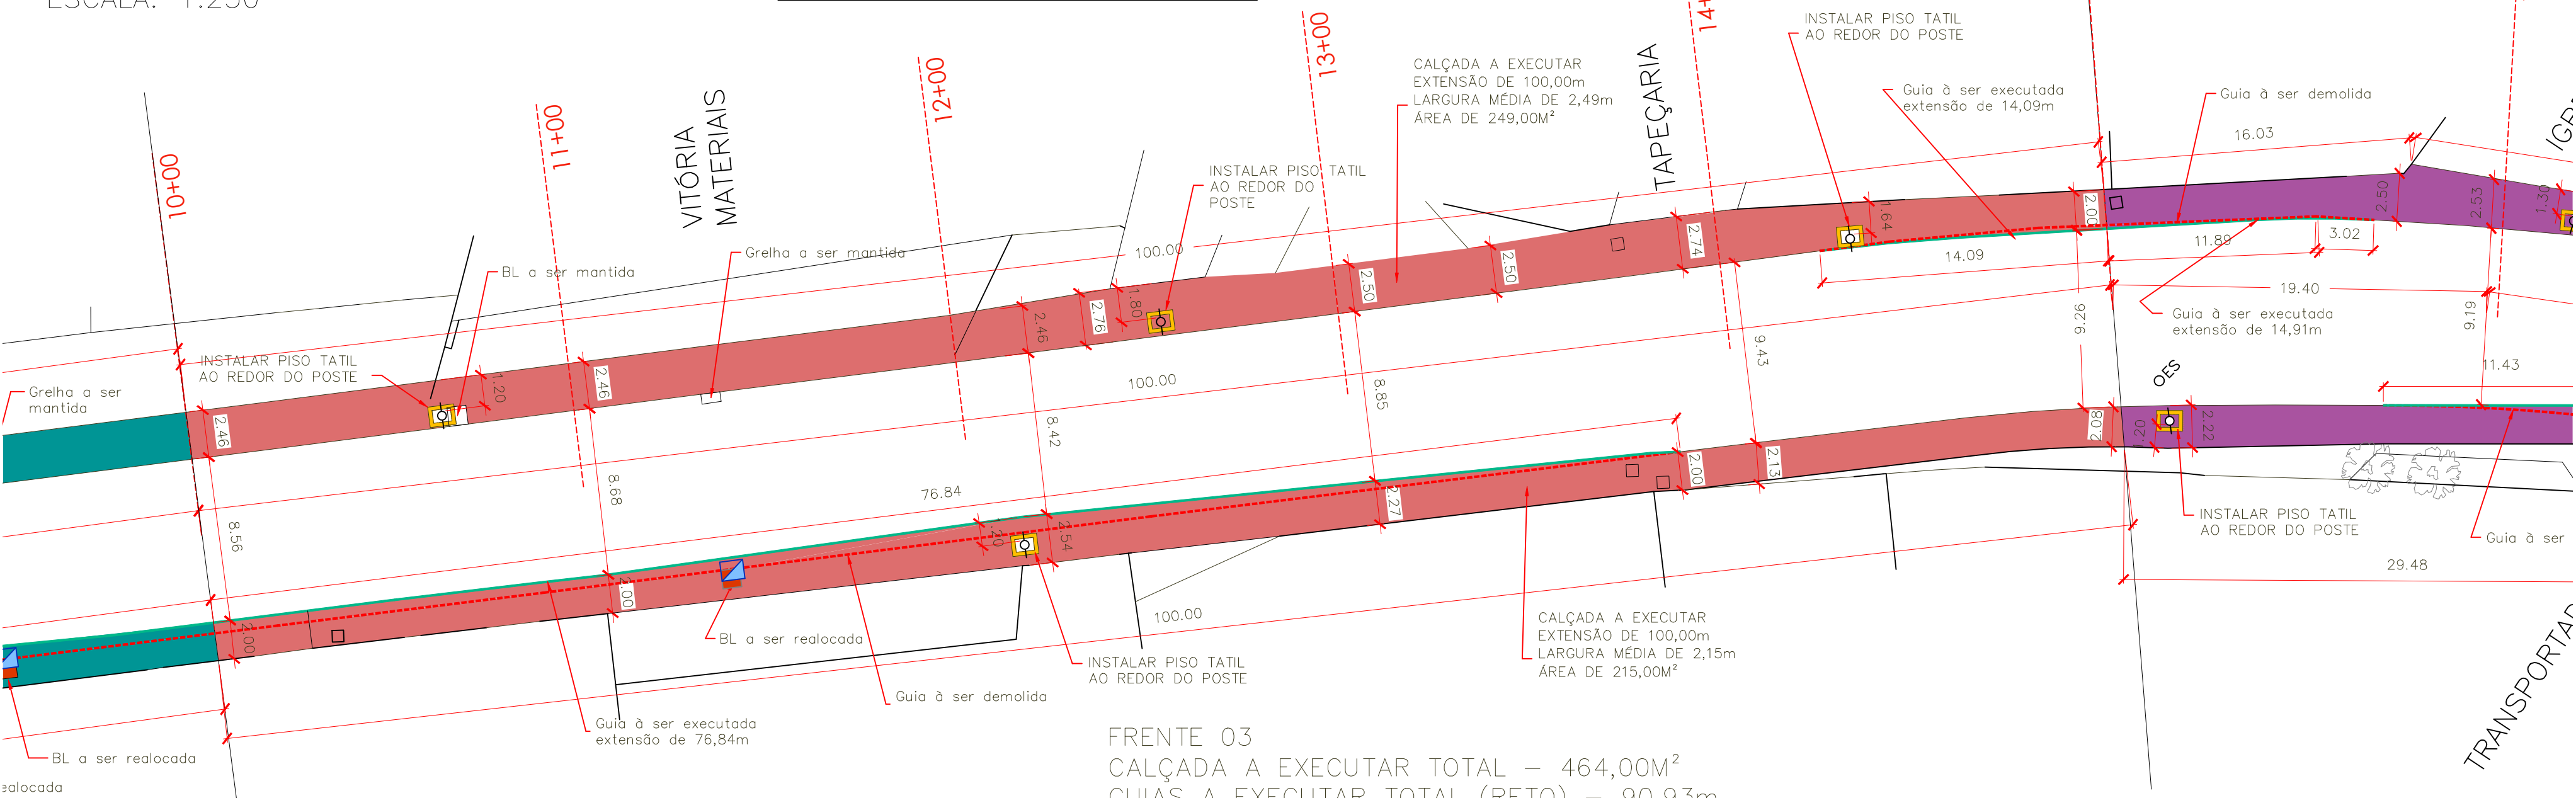 ESCALA: 1:250
10+00
11+00
12+00
13+00
VITÓRIA
MATERIAIS
TAPEÇARIA
CALÇADA A EXECUTAR
EXTENSÃO DE 100,00m
LARGURA MÉDIA DE 2,49m
ÁREA DE 249,00M²
INSTALAR PISO TATIL
AO REDOR DO POSTE
Guia à ser executada
extensão de 14,09m
Guia à ser demolida
16.03
INSTALAR PISO TATIL
AO REDOR DO
POSTE
Grelha a ser mantida
BL a ser mantida
INSTALAR PISO TATIL
AO REDOR DO POSTE
Grelha a ser
mantida
100.00
2.46
1.20
2.46
2.46
2.76
1.80
2.50
2.50
2.74
1.64
2.00
2.50
2.53
1.30
14.09
11.89
3.02
19.40
Guia à ser executada
extensão de 14,91m
9.26
9.19
9.43
8.85
8.42
8.68
8.56
100.00
76.84
11.43
OES
2.00
2.00
2.54
2.27
2.00
2.13
2.08
1.20
2.22
INSTALAR PISO TATIL
AO REDOR DO POSTE
Guia à ser
29.48
100.00
BL a ser realocada
INSTALAR PISO TATIL
AO REDOR DO POSTE
Guia à ser demolida
Guia à ser executada
extensão de 76,84m
BL a ser realocada
ealocada
CALÇADA A EXECUTAR
EXTENSÃO DE 100,00m
LARGURA MÉDIA DE 2,15m
ÁREA DE 215,00M²
TRANSPORTAD
FRENTE 03
CALÇADA A EXECUTAR TOTAL – 464,00M²
GUIAS A EXECUTAR TOTAL (RETO) – 90,93m